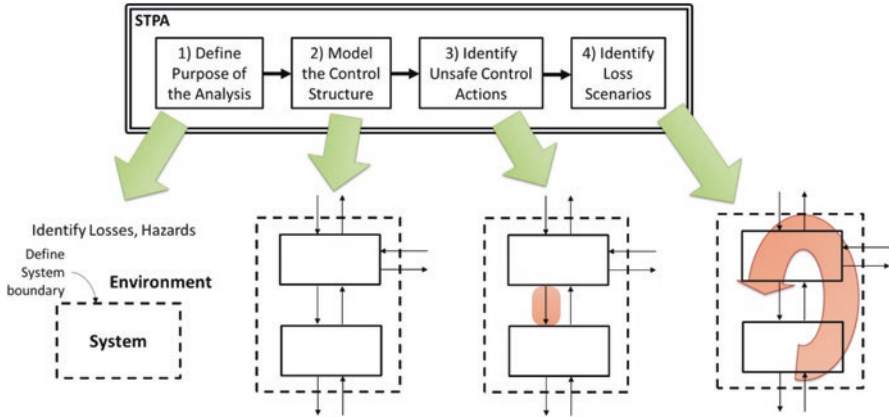 STPA
1) Define
Purpose of
the Analysis
2) Model
the Control
Structure
3) Identify
Unsafe Control
Actions
4) Identify
Loss
Scenarios
Identify Losses, Hazards
Define
System
boundary
Environment
System